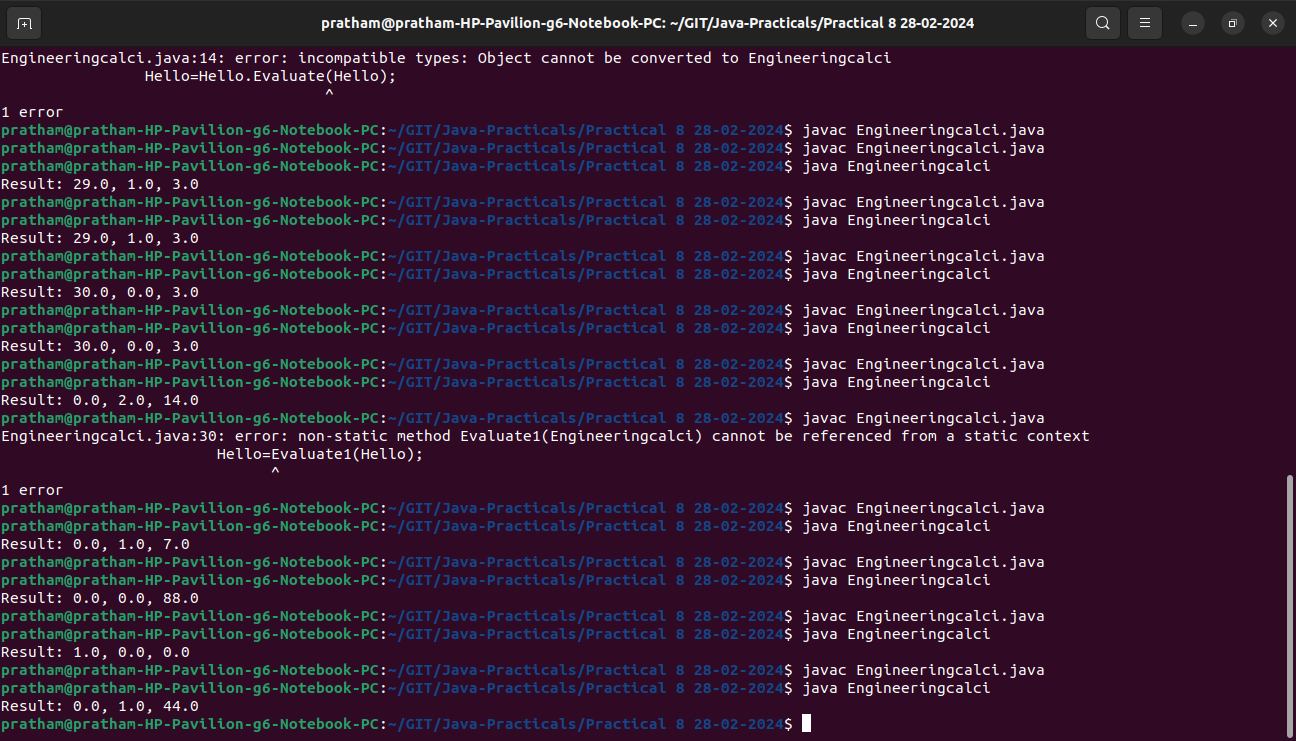 pratham@pratham-HP-Pavilion-g6-Notebook-PC: ~/GIT/Java-Practicals/Practical 8 28-02-2024
Engineeringcalci.java:14: error: incompatible types: Object cannot be converted to Engineeringcalci
                Hello=Hello.Evaluate(Hello);
                                    ^
1 error
pratham@pratham-HP-Pavilion-g6-Notebook-PC:~/GIT/Java-Practicals/Practical 8 28-02-2024$ javac Engineeringcalci.java
pratham@pratham-HP-Pavilion-g6-Notebook-PC:~/GIT/Java-Practicals/Practical 8 28-02-2024$ javac Engineeringcalci.java
pratham@pratham-HP-Pavilion-g6-Notebook-PC:~/GIT/Java-Practicals/Practical 8 28-02-2024$ java Engineeringcalci
Result: 29.0, 1.0, 3.0
pratham@pratham-HP-Pavilion-g6-Notebook-PC:~/GIT/Java-Practicals/Practical 8 28-02-2024$ javac Engineeringcalci.java
pratham@pratham-HP-Pavilion-g6-Notebook-PC:~/GIT/Java-Practicals/Practical 8 28-02-2024$ java Engineeringcalci
Result: 29.0, 1.0, 3.0
pratham@pratham-HP-Pavilion-g6-Notebook-PC:~/GIT/Java-Practicals/Practical 8 28-02-2024$ javac Engineeringcalci.java
pratham@pratham-HP-Pavilion-g6-Notebook-PC:~/GIT/Java-Practicals/Practical 8 28-02-2024$ java Engineeringcalci
Result: 30.0, 0.0, 3.0
pratham@pratham-HP-Pavilion-g6-Notebook-PC:~/GIT/Java-Practicals/Practical 8 28-02-2024$ javac Engineeringcalci.java
pratham@pratham-HP-Pavilion-g6-Notebook-PC:~/GIT/Java-Practicals/Practical 8 28-02-2024$ java Engineeringcalci
Result: 30.0, 0.0, 3.0
pratham@pratham-HP-Pavilion-g6-Notebook-PC:~/GIT/Java-Practicals/Practical 8 28-02-2024$ javac Engineeringcalci.java
pratham@pratham-HP-Pavilion-g6-Notebook-PC:~/GIT/Java-Practicals/Practical 8 28-02-2024$ java Engineeringcalci
Result: 0.0, 2.0, 14.0
pratham@pratham-HP-Pavilion-g6-Notebook-PC:~/GIT/Java-Practicals/Practical 8 28-02-2024$ javac Engineeringcalci.java
Engineeringcalci.java:30: error: non-static method Evaluate1(Engineeringcalci) cannot be referenced from a static context
                        Hello=Evaluate1(Hello);
                              ^
1 error
pratham@pratham-HP-Pavilion-g6-Notebook-PC:~/GIT/Java-Practicals/Practical 8 28-02-2024$ javac Engineeringcalci.java
pratham@pratham-HP-Pavilion-g6-Notebook-PC:~/GIT/Java-Practicals/Practical 8 28-02-2024$ java Engineeringcalci
Result: 0.0, 1.0, 7.0
pratham@pratham-HP-Pavilion-g6-Notebook-PC:~/GIT/Java-Practicals/Practical 8 28-02-2024$ javac Engineeringcalci.java
pratham@pratham-HP-Pavilion-g6-Notebook-PC:~/GIT/Java-Practicals/Practical 8 28-02-2024$ java Engineeringcalci
Result: 0.0, 0.0, 88.0
pratham@pratham-HP-Pavilion-g6-Notebook-PC:~/GIT/Java-Practicals/Practical 8 28-02-2024$ javac Engineeringcalci.java
pratham@pratham-HP-Pavilion-g6-Notebook-PC:~/GIT/Java-Practicals/Practical 8 28-02-2024$ java Engineeringcalci
Result: 1.0, 0.0, 0.0
pratham@pratham-HP-Pavilion-g6-Notebook-PC:~/GIT/Java-Practicals/Practical 8 28-02-2024$ javac Engineeringcalci.java
pratham@pratham-HP-Pavilion-g6-Notebook-PC:~/GIT/Java-Practicals/Practical 8 28-02-2024$ java Engineeringcalci
Result: 0.0, 1.0, 44.0
pratham@pratham-HP-Pavilion-g6-Notebook-PC:~/GIT/Java-Practicals/Practical 8 28-02-2024$